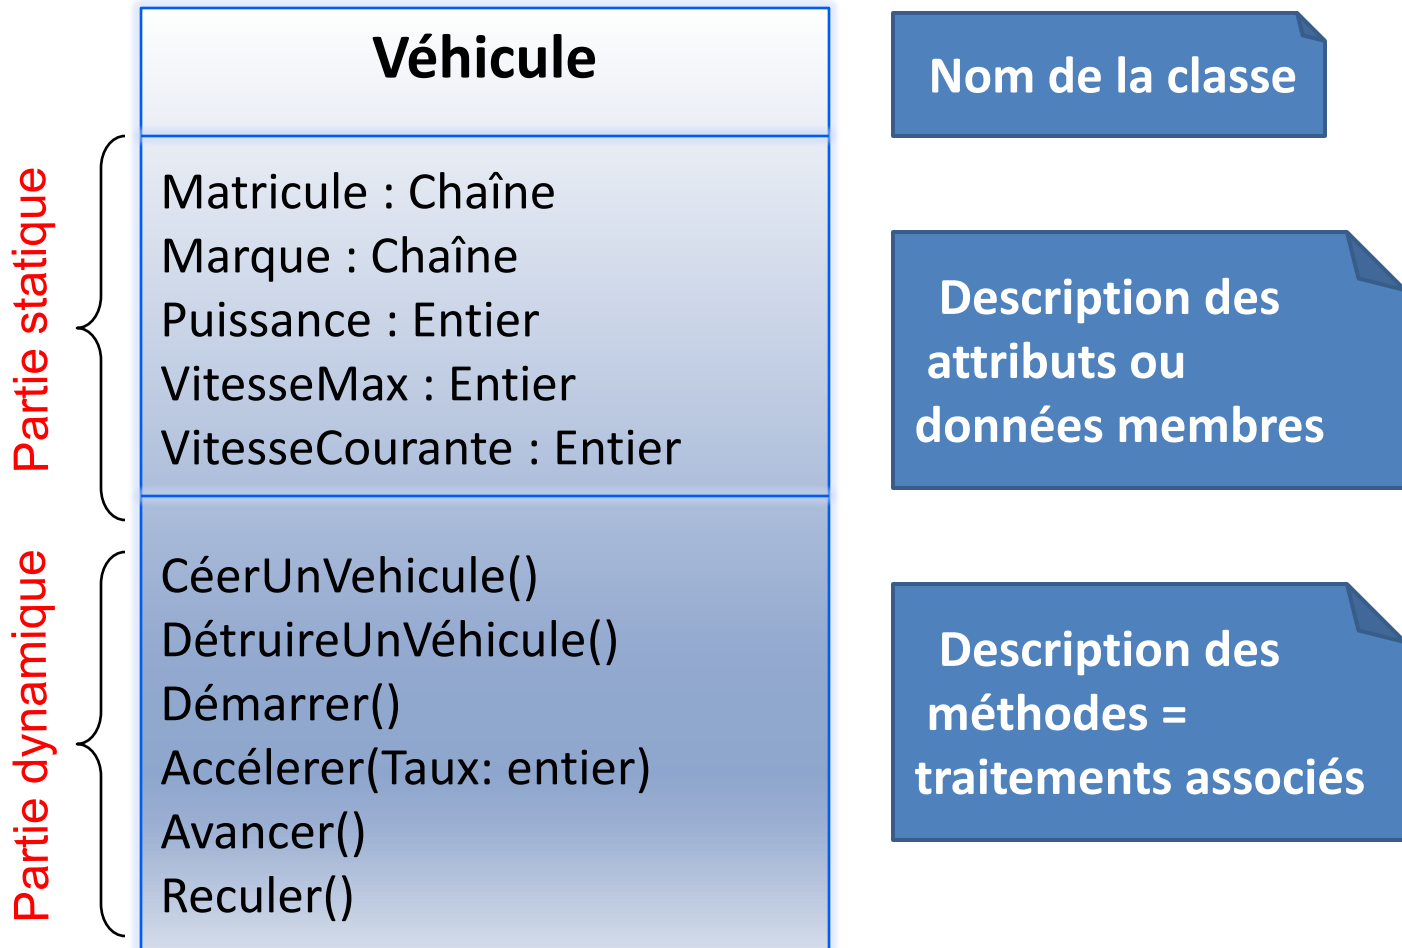 Véhicule
Nom de la classe
Partie statique
Matricule : Chaîne
Marque : Chaîne
Puissance : Entier
VitesseMax : Entier
VitesseCourante : Entier
Description des
attributs ou
données membres
Partie dynamique
CéerUnVehicule()
DétruireUnVéhicule()
Démarrer()
Accélerer(Taux: entier)
Avancer()
Reculer()
Description des
méthodes =
traitements associés